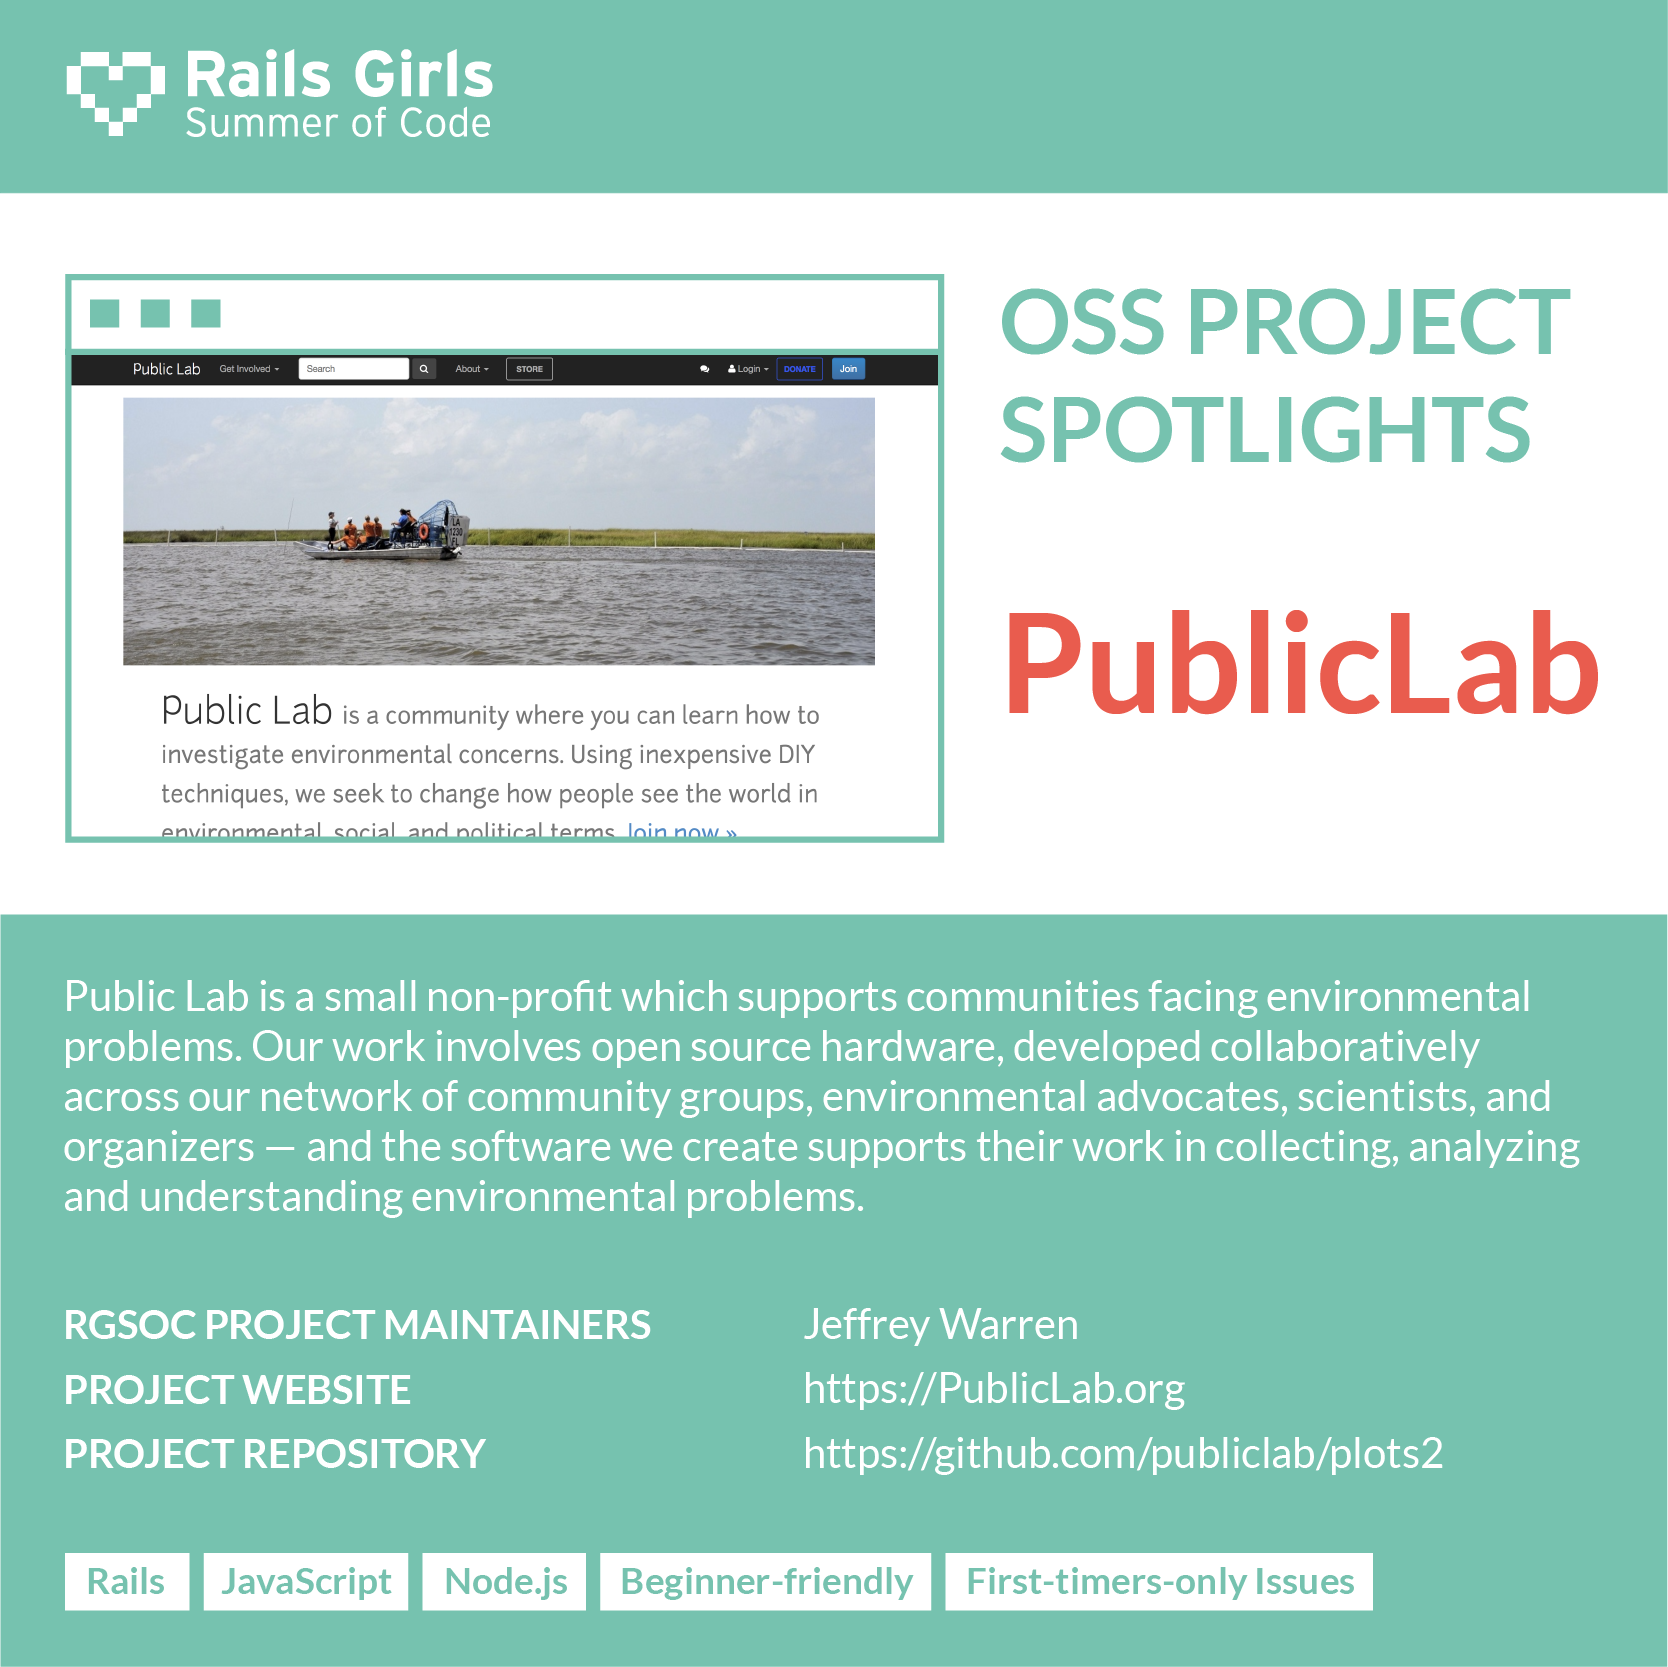 Rails Girls
Summer of Code
OSS PROJECT
SPOTLIGHTS
PublicLab
Public Lab Get Involved Search About STORE Login DONATE Join
LA
1230
FL
Public Lab is a community where you can learn how to
investigate environmental concerns. Using inexpensive DIY
techniques, we seek to change how people see the world in
environmental, social, and political terms. Join now »
Public Lab is a small non-profit which supports communities facing environmental
problems. Our work involves open source hardware, developed collaboratively
across our network of community groups, environmental advocates, scientists, and
organizers — and the software we create supports their work in collecting, analyzing
and understanding environmental problems.
RGSOC PROJECT MAINTAINERS Jeffrey Warren
PROJECT WEBSITE https://PublicLab.org
PROJECT REPOSITORY https://github.com/publiclab/plots2
Rails JavaScript Node.js Beginner-friendly First-timers-only Issues